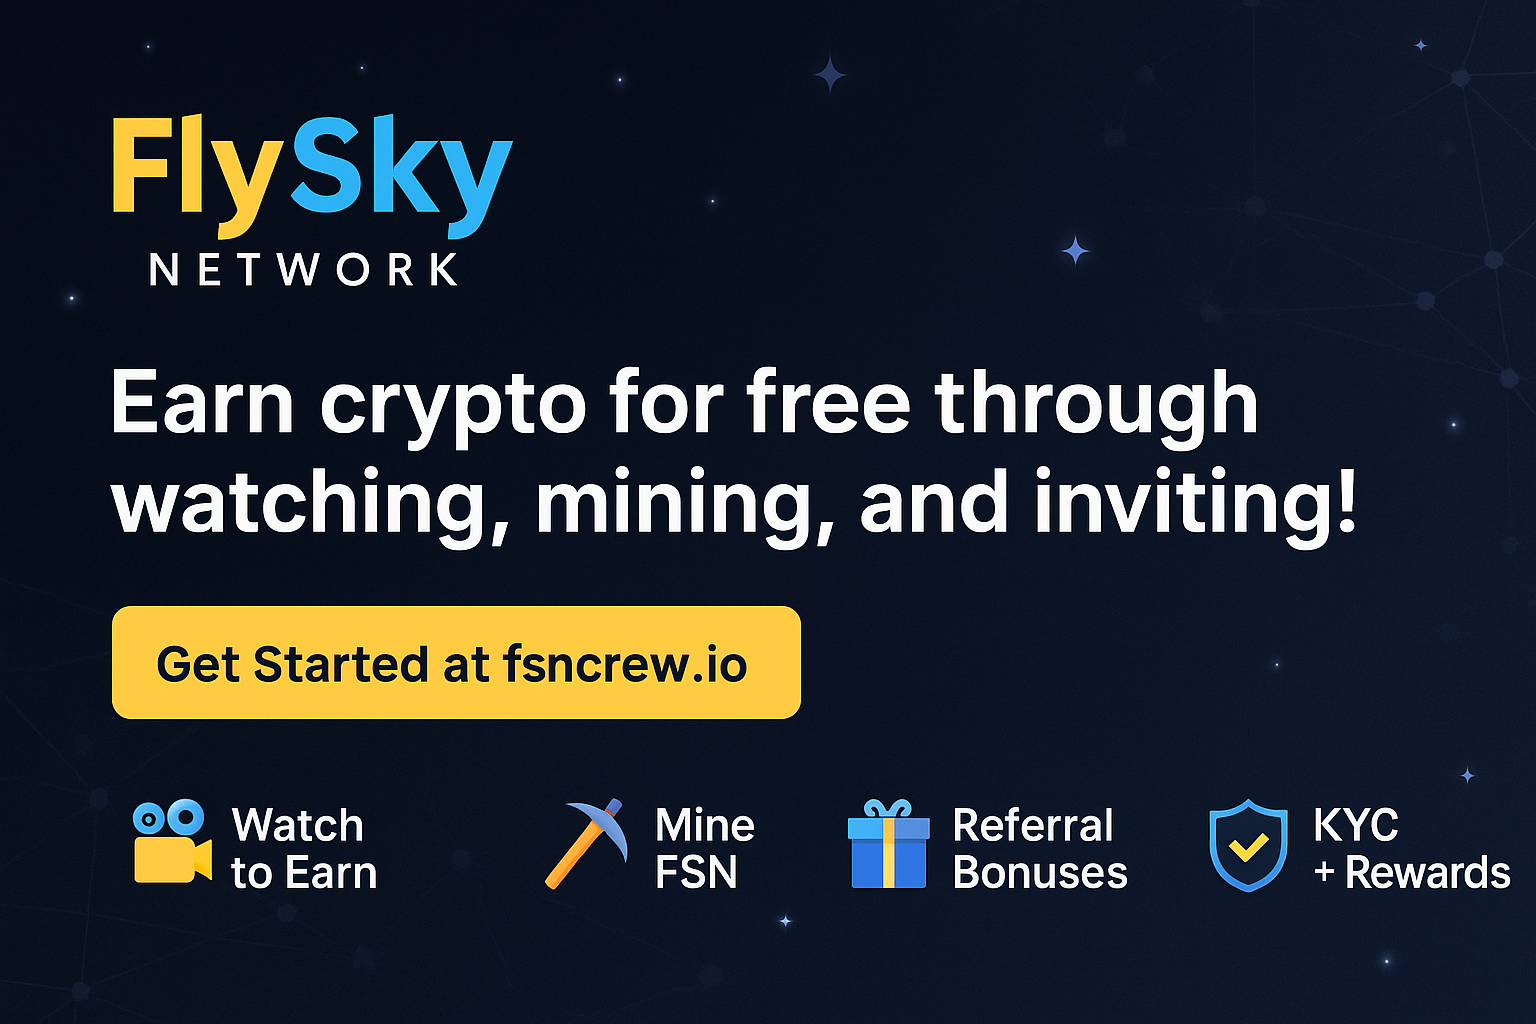 FlySky
NETWORK
Earn crypto for free through
watching, mining, and inviting!
Get Started at fsncrew.io
Watch
to Earn
Mine
FSN
Referral
Bonuses
KYC
+ Rewards